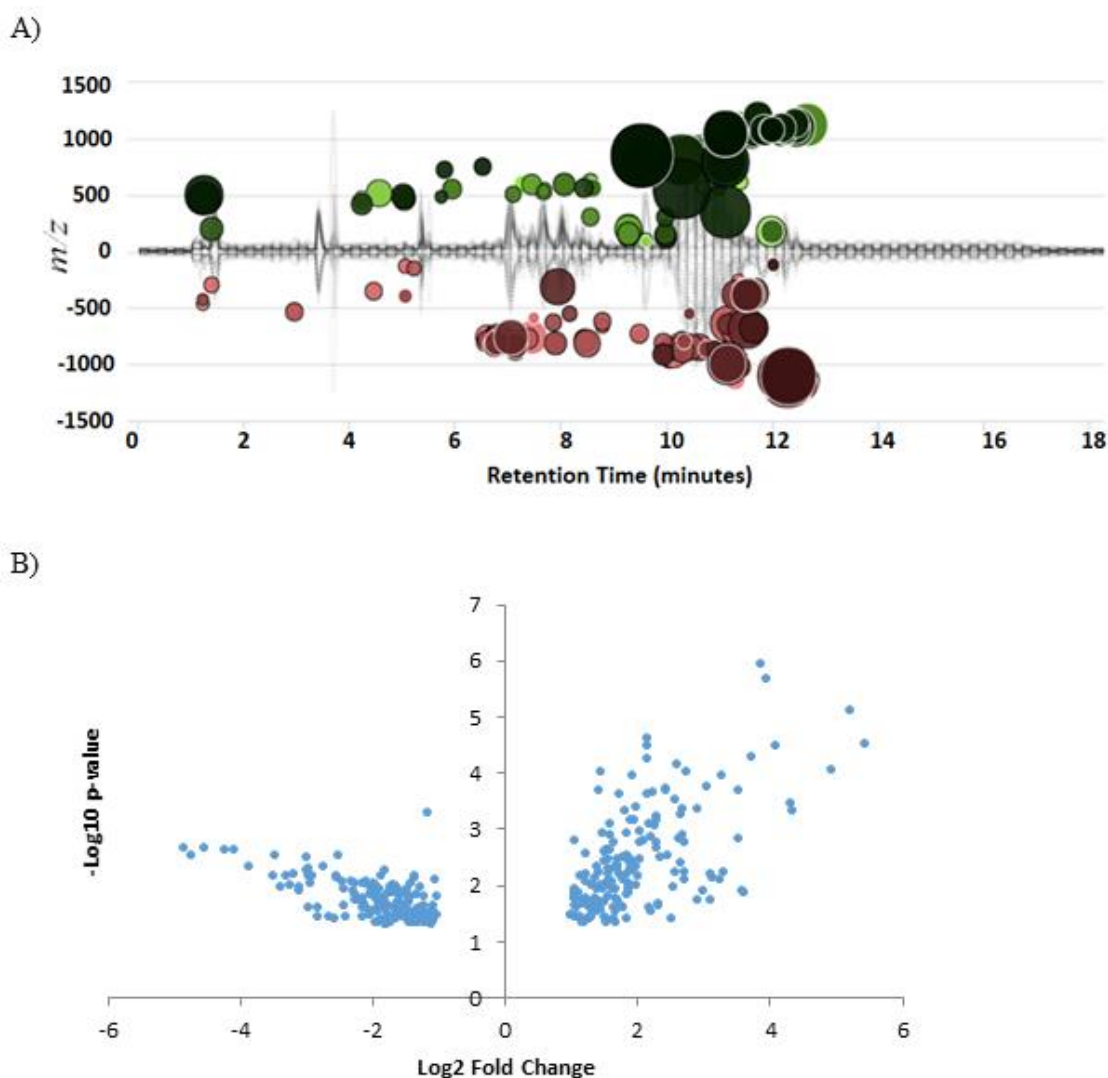 A)
1500
1000
500
0
-500
-1000
-1500
m/z
0 2 4 6 8 10 12 14 16 18
Retention Time (minutes)
B)
7
6
5
4
3
2
1
0
-Log10 p-value
-6 -4 -2 0 2 4 6
Log2 Fold Change